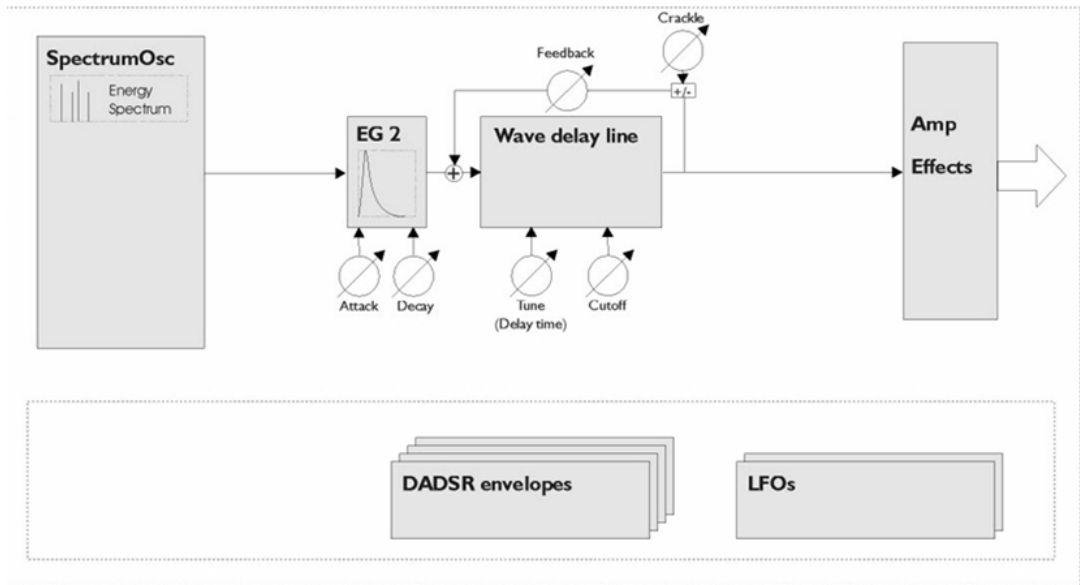 Crackle
SpectrumOsc
Energy
Spectrum
Feedback
+/-
EG 2
+
Wave delay line
Amp
Effects
Attack
Decay
Tune
(Delay time)
Cutoff
DADSR envelopes
LFOs